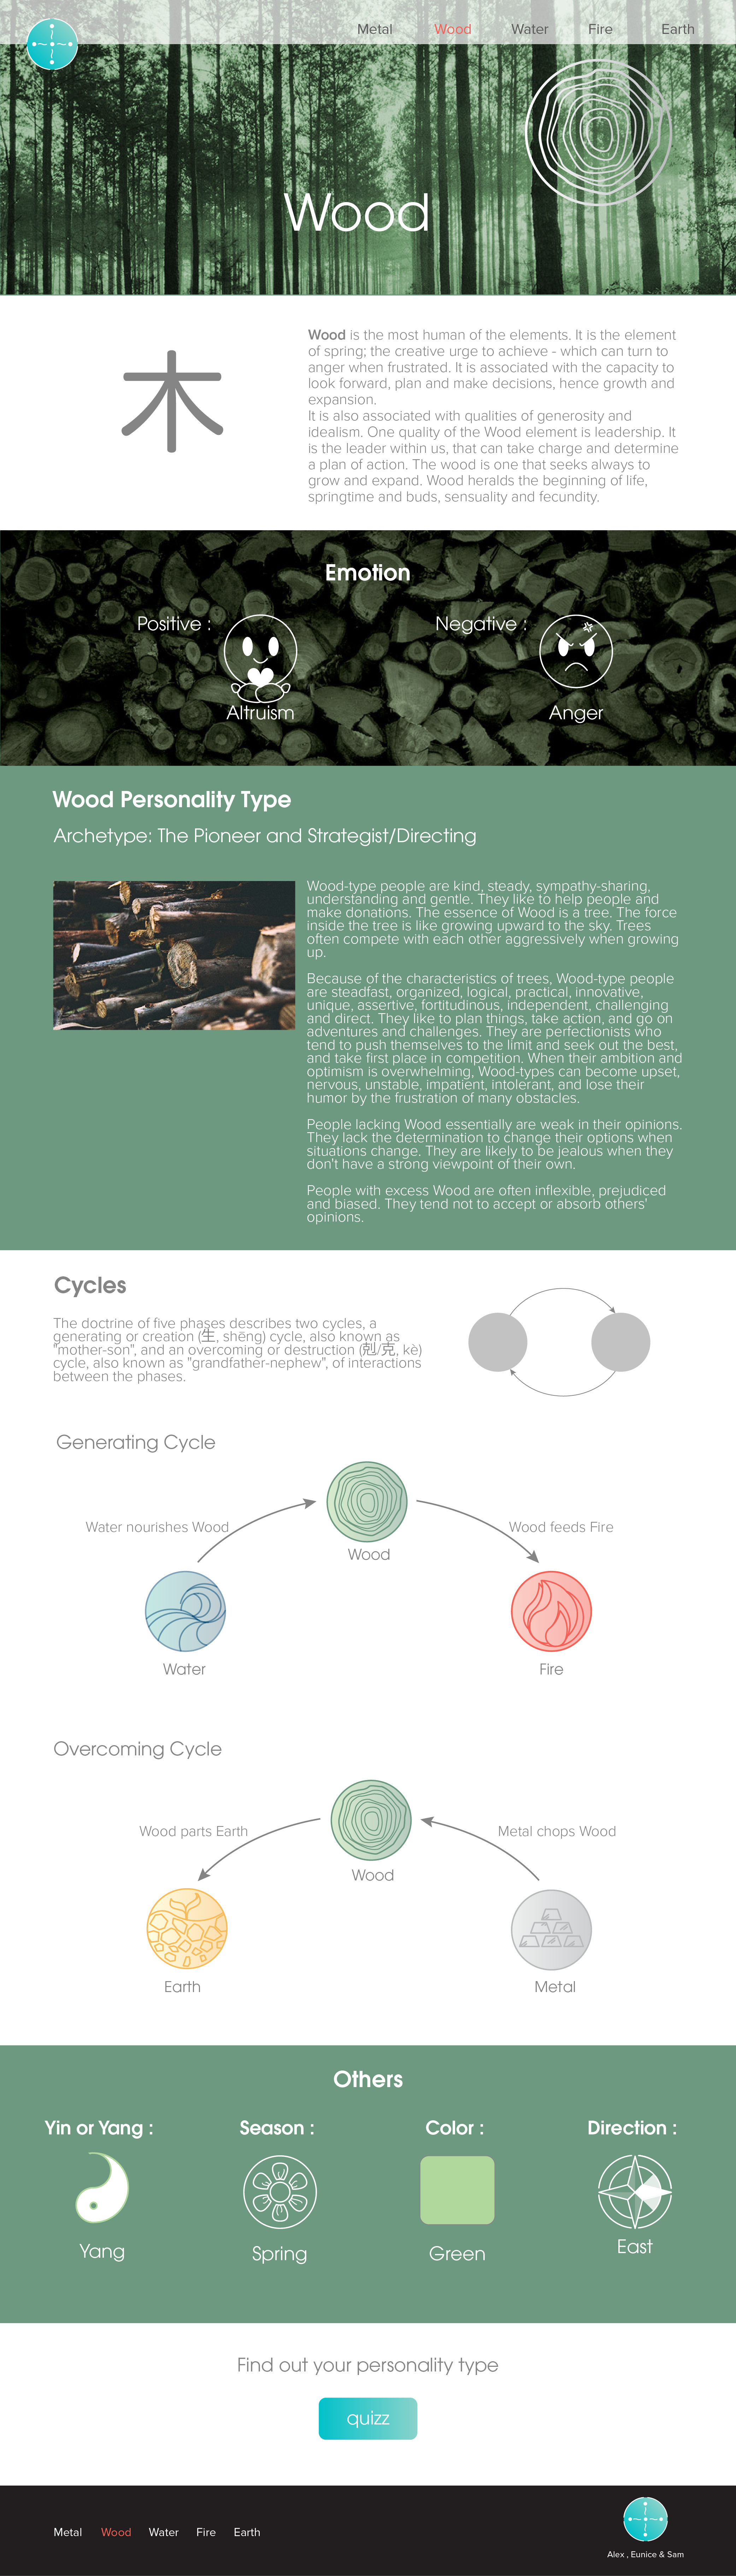 Metal Wood Water Fire Earth
Wood
木
Wood is the most human of the elements. It is the element
of spring; the creative urge to achieve - which can turn to
anger when frustrated. It is associated with the capacity to
look forward, plan and make decisions, hence growth and
expansion.
It is also associated with qualities of generosity and
idealism. One quality of the Wood element is leadership. It
is the leader within us, that can take charge and determine
a plan of action. The wood is one that seeks always to
grow and expand. Wood heralds the beginning of life,
springtime and buds, sensuality and fecundity.
Emotion
Positive :
Altruism
Negative :
Anger
Wood Personality Type
Archetype: The Pioneer and Strategist/Directing
Wood-type people are kind, steady, sympathy-sharing,
understanding and gentle. They like to help people and
make donations. The essence of Wood is a tree. The force
inside the tree is like growing upward to the sky. Trees
often compete with each other aggressively when growing
up.
Because of the characteristics of trees, Wood-type people
are steadfast, organized, logical, practical, innovative,
unique, assertive, fortitudinous, independent, challenging
and direct. They like to plan things, take action, and go on
adventures and challenges. They are perfectionists who
tend to push themselves to the limit and seek out the best,
and take first place in competition. When their ambition and
optimism is overwhelming, Wood-types can become upset,
nervous, unstable, impatient, intolerant, and lose their
humor by the frustration of many obstacles.
People lacking Wood essentially are weak in their opinions.
They lack the determination to change their options when
situations change. They are likely to be jealous when they
don't have a strong viewpoint of their own.
People with excess Wood are often inflexible, prejudiced
and biased. They tend not to accept or absorb others'
opinions.
Cycles
The doctrine of five phases describes two cycles, a
generating or creation (生, shēng) cycle, also known as
"mother-son", and an overcoming or destruction (剋/克, kè)
cycle, also known as "grandfather-nephew", of interactions
between the phases.
Generating Cycle
Water nourishes Wood
Wood feeds Fire
Wood
Water
Fire
Overcoming Cycle
Wood parts Earth
Metal chops Wood
Wood
Earth
Metal
Others
Yin or Yang :
Yang
Season :
Spring
Color :
Green
Direction :
East
Find out your personality type
quizz
Metal Wood Water Fire Earth
Alex , Eunice & Sam